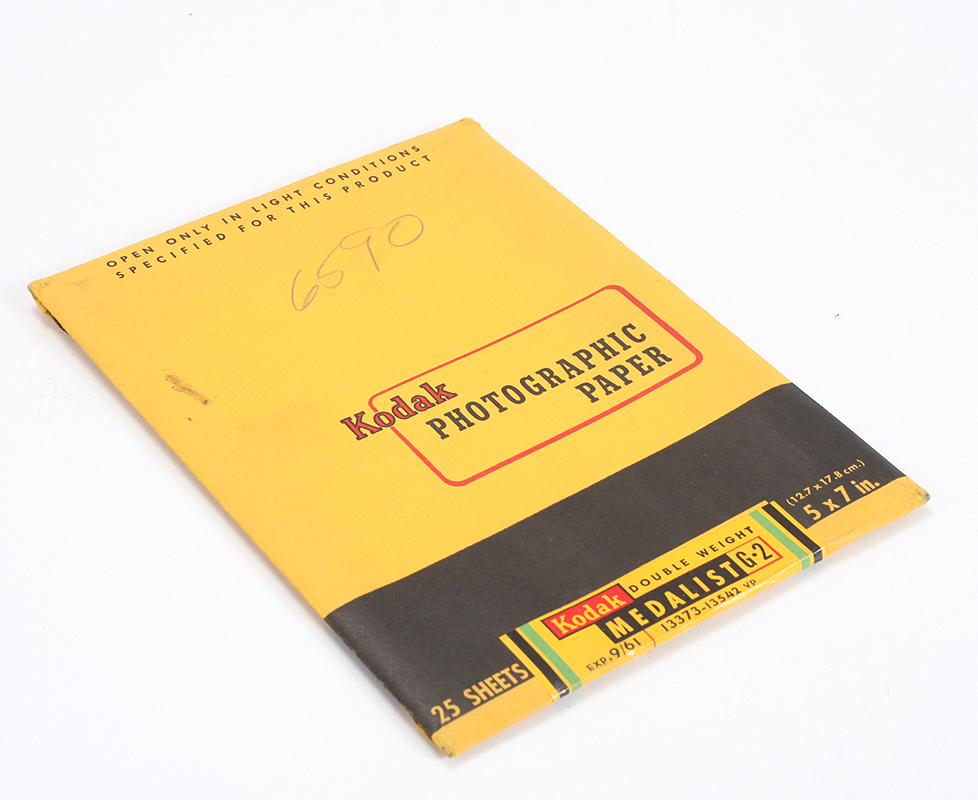 OPEN ONLY IN LIGHT CONDITIONS
SPECIFIED FOR THIS PRODUCT
6590
Kodak
PHOTOGRAPHIC
PAPER
25 SHEETS
Kodak
DOUBLE WEIGHT
MEDALIST G-2
EXP. 9/61
13373-13542 VP
(12.7 x 17.8 cm.)
5 x 7 in.